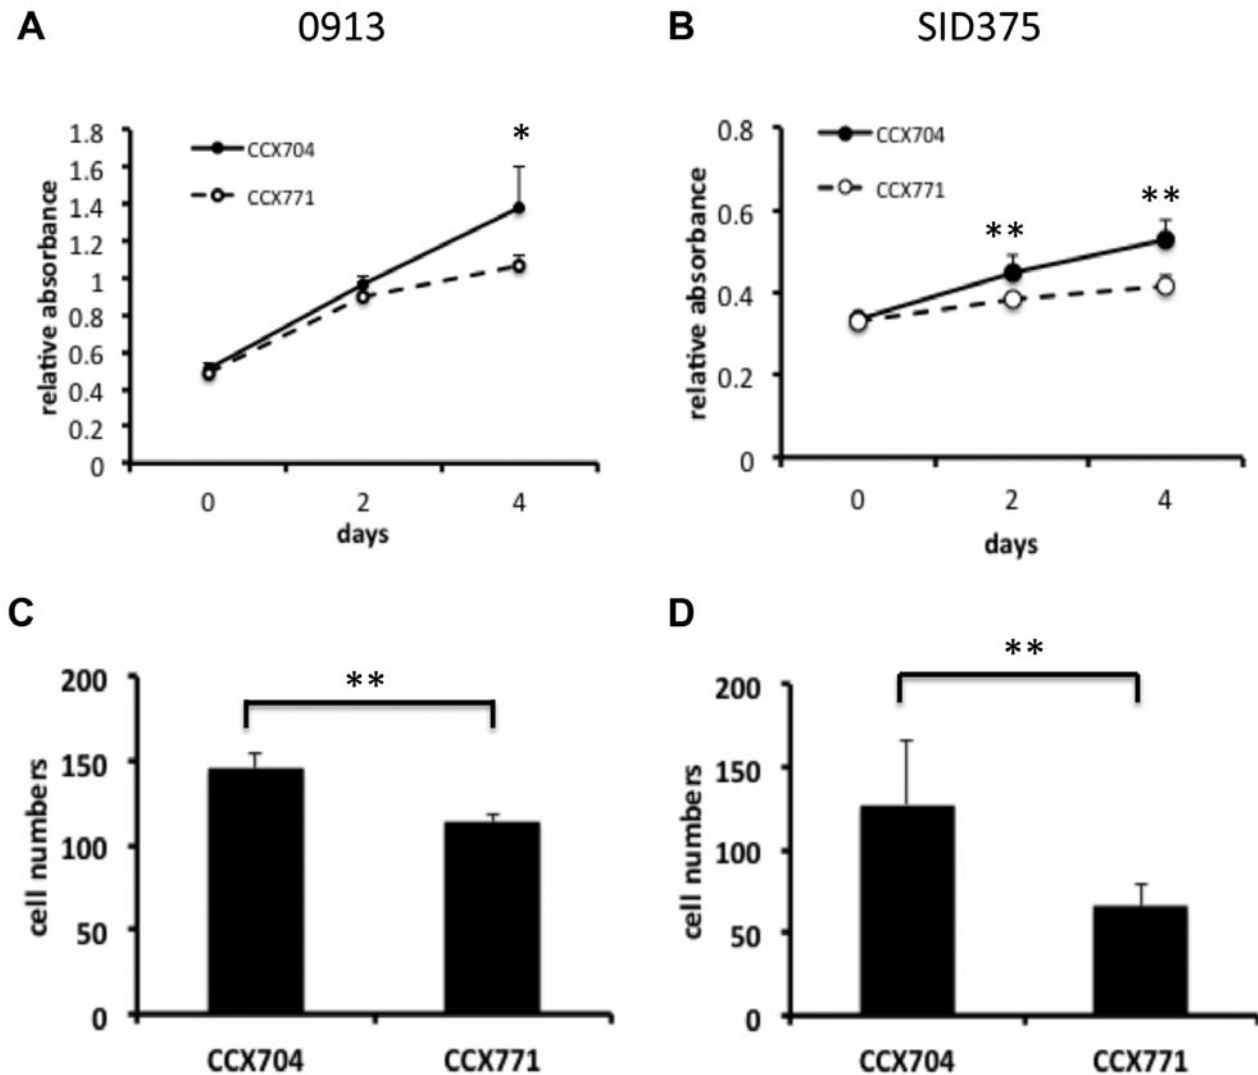 A
0913
1.8
1.6
1.4
1.2
1
0.8
0.6
0.4
0.2
0
relative absorbance
CCX704
CCX771
*
0
2
4
days
B
SID375
0.8
0.6
0.4
0.2
0
relative absorbance
CCX704
CCX771
**
**
0
2
4
days
C
200
150
100
50
0
cell numbers
**
CCX704
CCX771
D
200
150
100
50
0
cell numbers
**
CCX704
CCX771